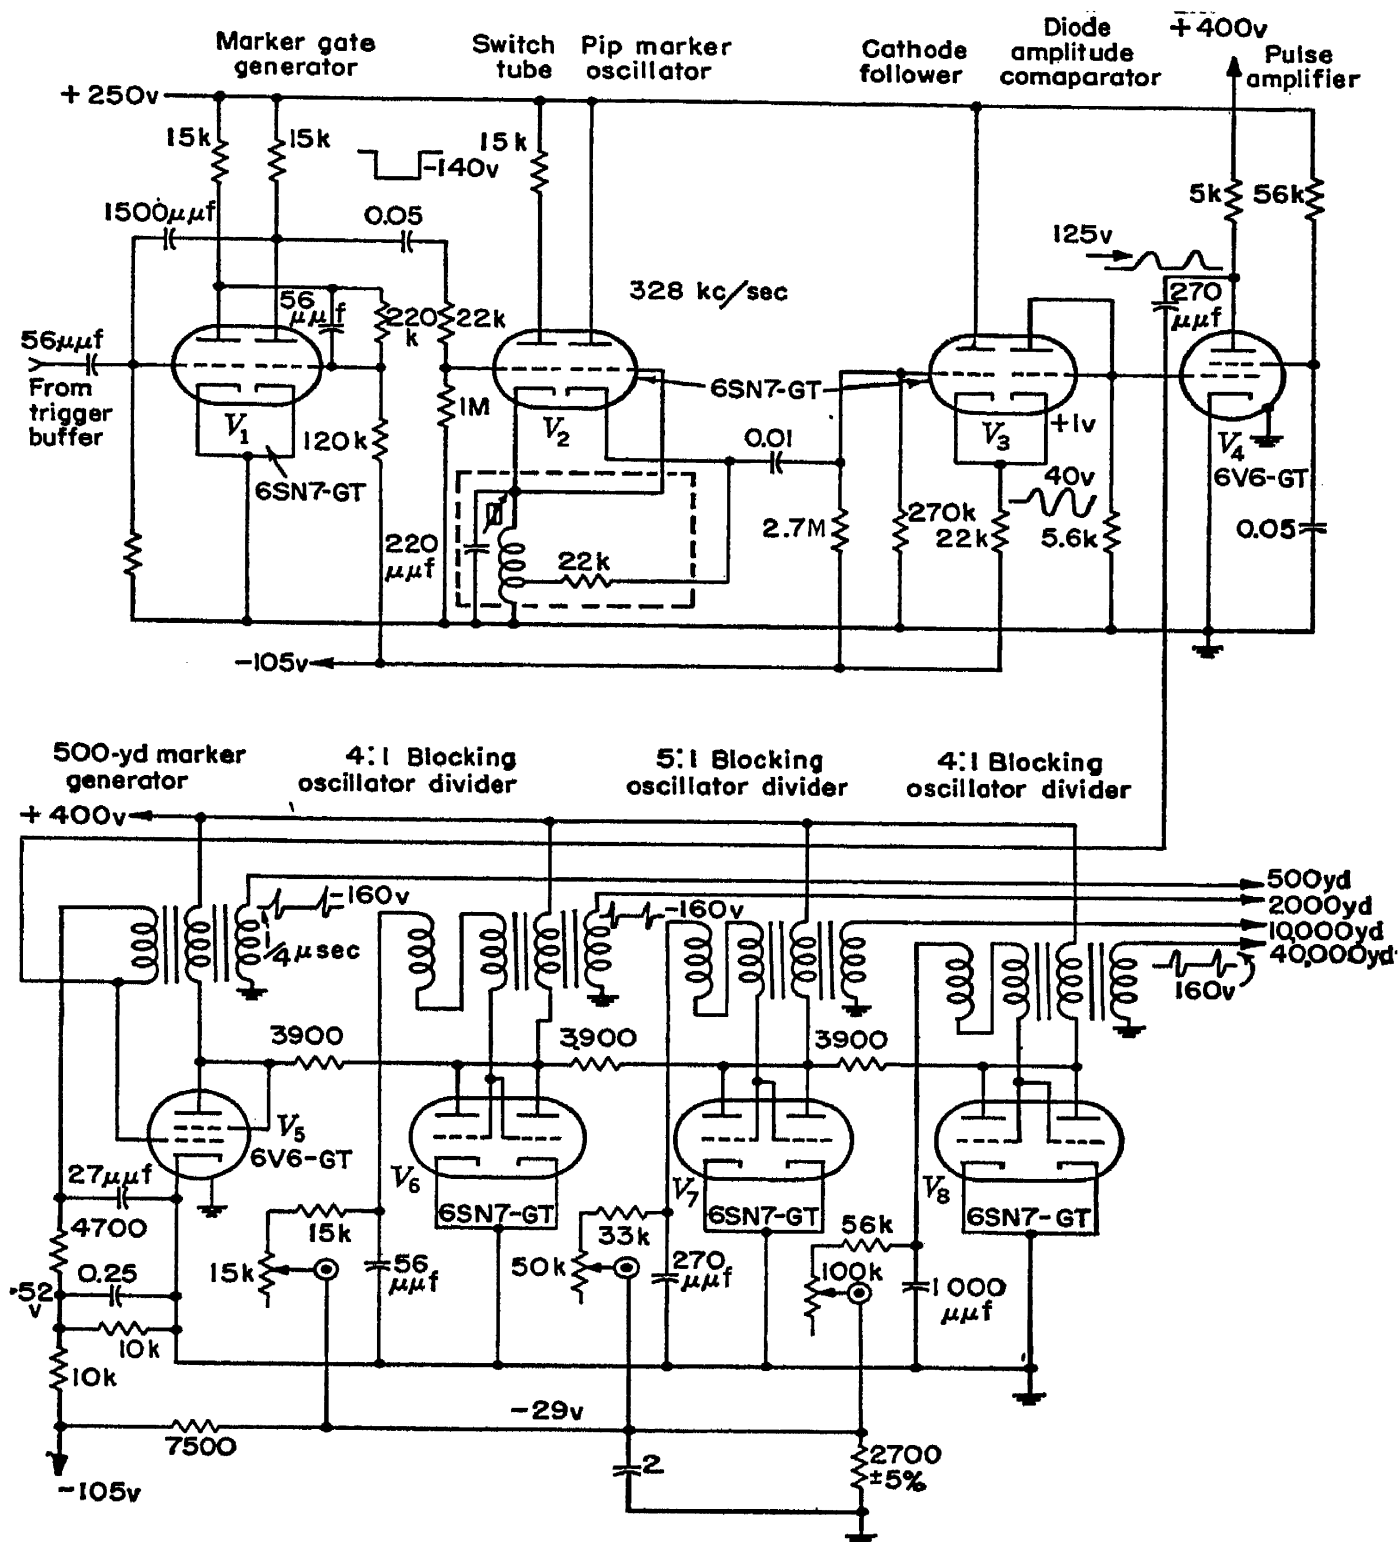 Marker gate
generator
Switch
tube
Pip marker
oscillator
Cathode
follower
Diode
amplitude
comaparator
+400v
Pulse
amplifier
+250v
15k
15k
-140v
15k
1500μμf
0.05
5k
56k
125v
56
μμf
220
k
22k
328 kc/sec
270
μμf
56μμf
From
trigger
buffer
V1
120k
6SN7-GT
1M
V2
6SN7-GT
0.01
V3
+1v
40v
V4
6V6-GT
220
μμf
22k
2.7M
270k
22k
5.6k
0.05
-105v
500-yd marker
generator
4:1 Blocking
oscillator divider
5:1 Blocking
oscillator divider
4:1 Blocking
oscillator divider
+400v
-160v
1/4 μsec
-160v
500yd
2000yd
10,000yd
40,000yd
160v
3900
3900
3900
V5
6V6-GT
27μμf
4700
V6
6SN7-GT
V7
6SN7-GT
V8
6SN7-GT
15k
33k
56k
15k
56
μμf
50k
270
μμf
100k
1000
μμf
0.25
-52
v
10k
10k
-29v
7500
2
2700
±5%
-105v